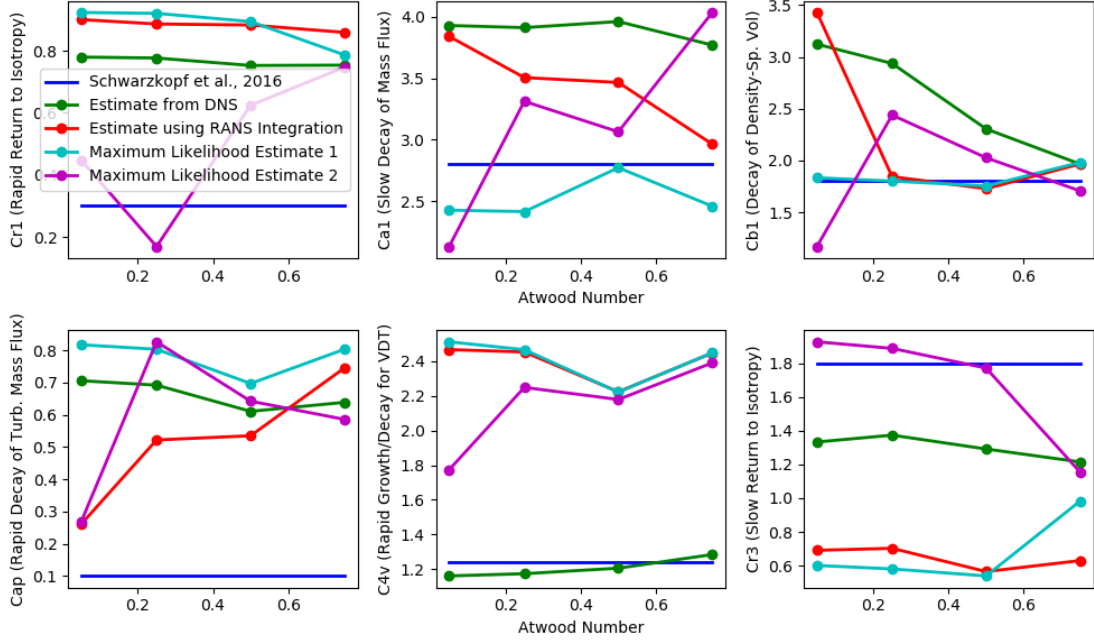 Cr1 (Rapid Return to Isotropy)
0.8
0.6
0.4
0.2
0.2 0.4 0.6
Schwarzkopf et al., 2016
Estimate from DNS
Estimate using RANS Integration
Maximum Likelihood Estimate 1
Maximum Likelihood Estimate 2
Ca1 (Slow Decay of Mass Flux)
4.0
3.5
3.0
2.5
0.2 0.4 0.6
Atwood Number
Cb1 (Decay of Density-Sp. Vol)
3.5
3.0
2.5
2.0
1.5
0.2 0.4 0.6
Cap (Rapid Decay of Turb. Mass Flux)
0.8
0.7
0.6
0.5
0.4
0.3
0.2
0.1
0.2 0.4 0.6
C4v (Rapid Growth/Decay for VDT)
2.4
2.2
2.0
1.8
1.6
1.4
1.2
0.2 0.4 0.6
Atwood Number
Cr3 (Slow Return to Isotropy)
1.8
1.6
1.4
1.2
1.0
0.8
0.6
0.2 0.4 0.6